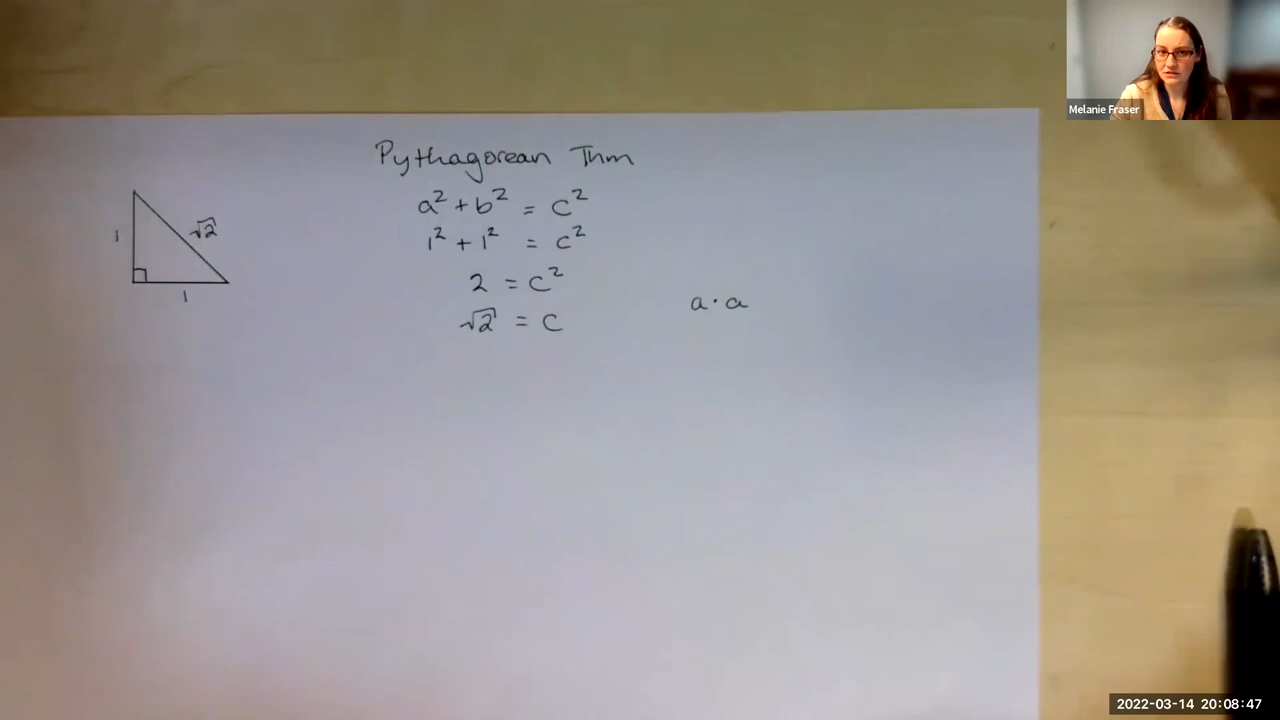 Melanie Fraser
Pythagorean Thm
a² + b² = c²
1² + 1² = c²
2 = c²
√2 = c
1
√2
1
a · a
2022-03-14 20:08:47